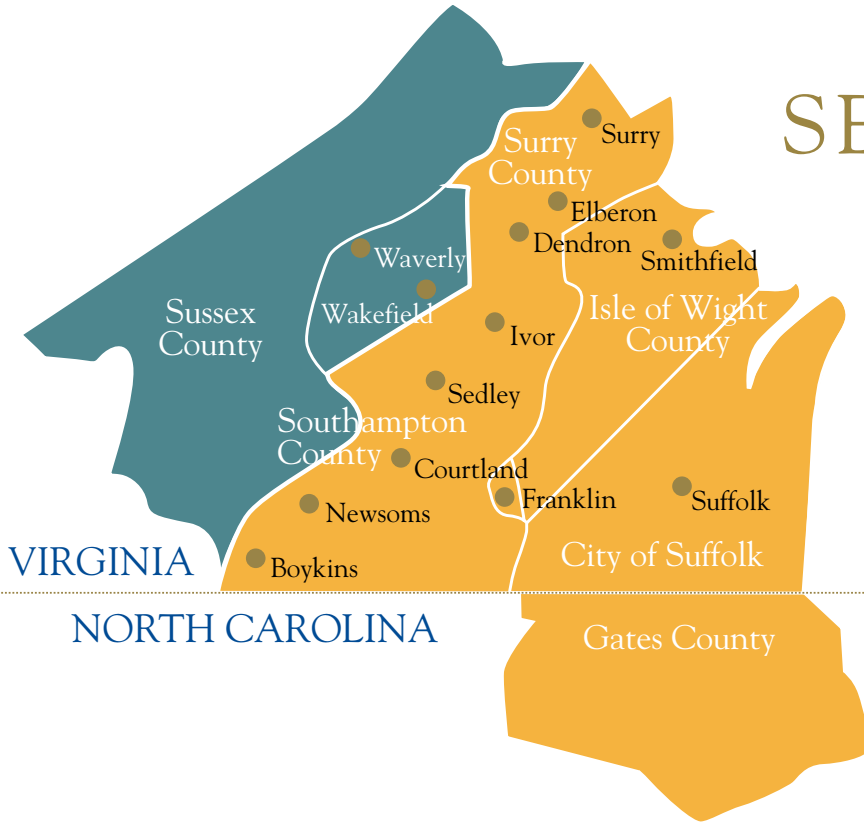 SE
Surry
County
Surry
Elberon
Dendron
Smithfield
Waverly
Wakefield
Sussex
County
Isle of Wight
County
Ivor
Sedley
Southampton
County
Courtland
Franklin
Suffolk
Newsoms
City of Suffolk
Boykins
VIRGINIA
NORTH CAROLINA
Gates County